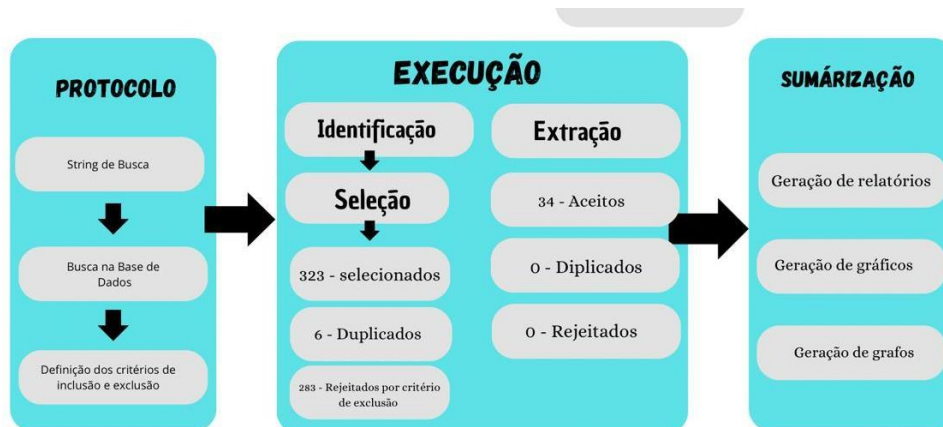 PROTOCOLO
String de Busca
Busca na Base de
Dados
Definição dos critérios de
inclusão e exclusão
EXECUÇÃO
Identificação
Seleção
323 - selecionados
6 - Duplicados
283 - Rejeitados por critério
de exclusão
Extração
34 - Aceitos
0 - Diplicados
0 - Rejeitados
SUMÁRIZAÇÃO
Geração de relatórios
Geração de gráficos
Geração de grafos